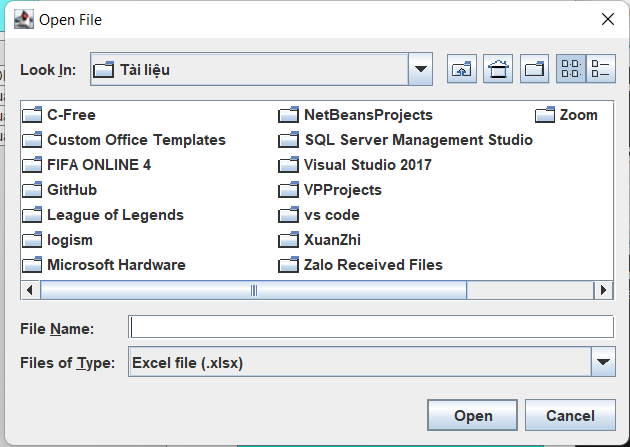 Open File
Look In: Tài liệu
C-Free
Custom Office Templates
FIFA ONLINE 4
GitHub
League of Legends
logism
Microsoft Hardware
NetBeansProjects
SQL Server Management Studio
Visual Studio 2017
VPProjects
vs code
XuanZhi
Zalo Received Files
Zoom
File Name:
Files of Type: Excel file (.xlsx)
Open Cancel